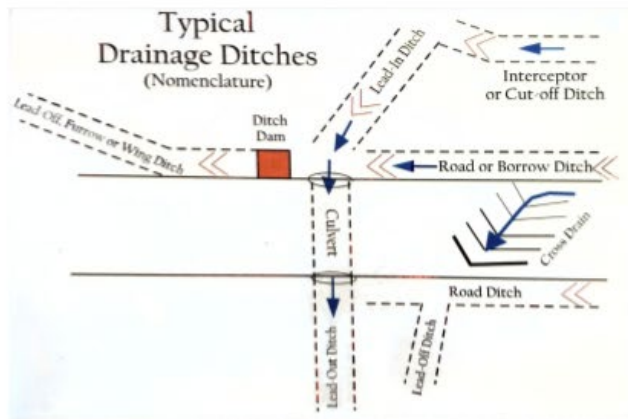 Typical
Drainage Ditches
(Nomenclature)
Lead-In Ditch
Interceptor
or Cut-off Ditch
Lead-Off, Furrow or Wing Ditch
Ditch
Dam
Road or Borrow Ditch
Culvert
Cross Drain
Road Ditch
Lead-Out Ditch
Lead-Off Ditch